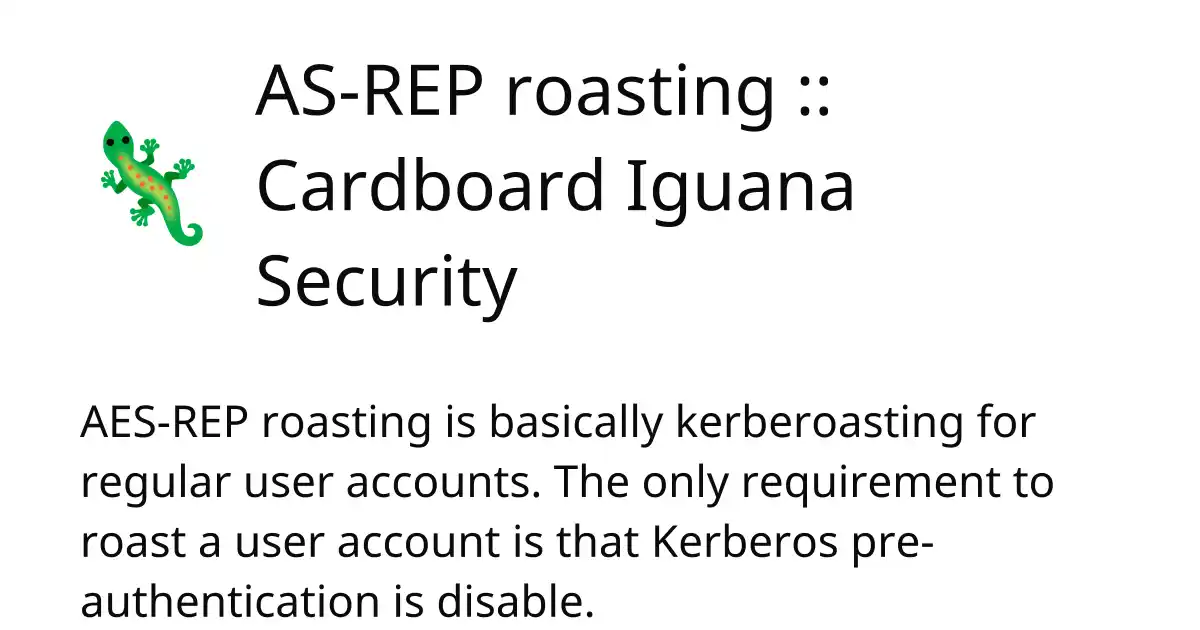 AS-REP roasting ::
Cardboard Iguana
Security
AES-REP roasting is basically kerberoasting for
regular user accounts. The only requirement to
roast a user account is that Kerberos pre-
authentication is disable.